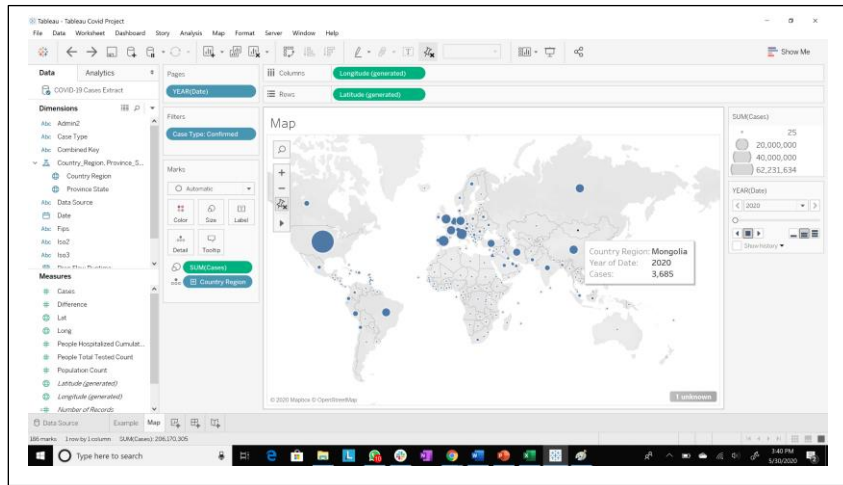 Tableau - Tableau Covid Project
File Data Worksheet Dashboard Story Analysis Map Format Server Window Help
Show Me
Data Analytics
COVID-19 Cases Extract
Dimensions
Abc Admin2
Abc Case Type
Abc Combined Key
Country_Region, Province_S...
Country Region
Province State
Abc Data Source
Date
Abc Fips
Abc Iso2
Abc Iso3
Measures
# Cases
# Difference
Lat
Long
# People Hospitalized Cumulat...
# People Total Tested Count
# Population Count
Latitude (generated)
Longitude (generated)
Number of Records
Pages
YEAR(Date)
Filters
Case Type: Confirmed
Marks
Automatic
Color Size Label
Detail Tooltip
SUM(Cases)
Country Region
Columns Longitude (generated)
Rows Latitude (generated)
Map
Country Region: Mongolia
Year of Date: 2020
Cases: 3,685
© 2020 Mapbox © OpenStreetMap
1 unknown
SUM(Cases)
25
20,000,000
40,000,000
62,231,634
YEAR(Date)
2020
Show history
Data Source Example Map
186 marks 1 row by 1 column SUM(Cases): 206,170,305
Type here to search
3:40 PM
5/30/2020